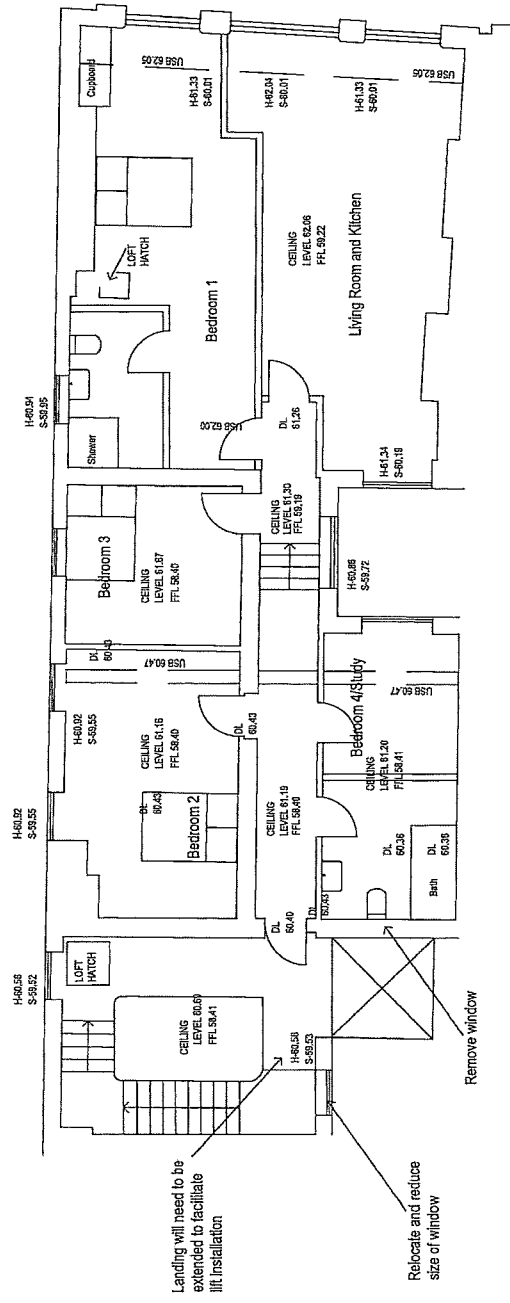 Cupboard
USB 62.05
H-61.33
S-60.01
H-62.04
S-60.01
H-61.33
S-60.01
USB 62.05
LOFT
HATCH
Bedroom 1
CEILING
LEVEL 62.06
FFL 59.22
Living Room and Kitchen
H-60.94
S-59.95
Shower
USB 62.00
DL
61.26
H-61.34
S-60.19
Bedroom 3
CEILING
LEVEL 61.67
FFL 58.40
CEILING
LEVEL 61.30
FFL 59.19
H-60.86
S-59.72
DL
60.43
USB 60.47
H-60.92
S-59.55
CEILING
LEVEL 61.16
FFL 58.40
DL
60.43
Bedroom 4/Study
USB 60.47
CEILING
LEVEL 61.20
FFL 58.41
H-60.92
S-59.55
DL
60.43
Bedroom 2
CEILING
LEVEL 61.19
FFL 58.40
DL
60.36
DL
60.36
Bath
DL
60.43
DL
60.40
H-60.58
S-59.52
LOFT
HATCH
CEILING
LEVEL 60.60
FFL 58.41
H-60.58
S-59.53
Remove window
Landing will need to be
extended to facilitate
lift installation
Relocate and reduce
size of window